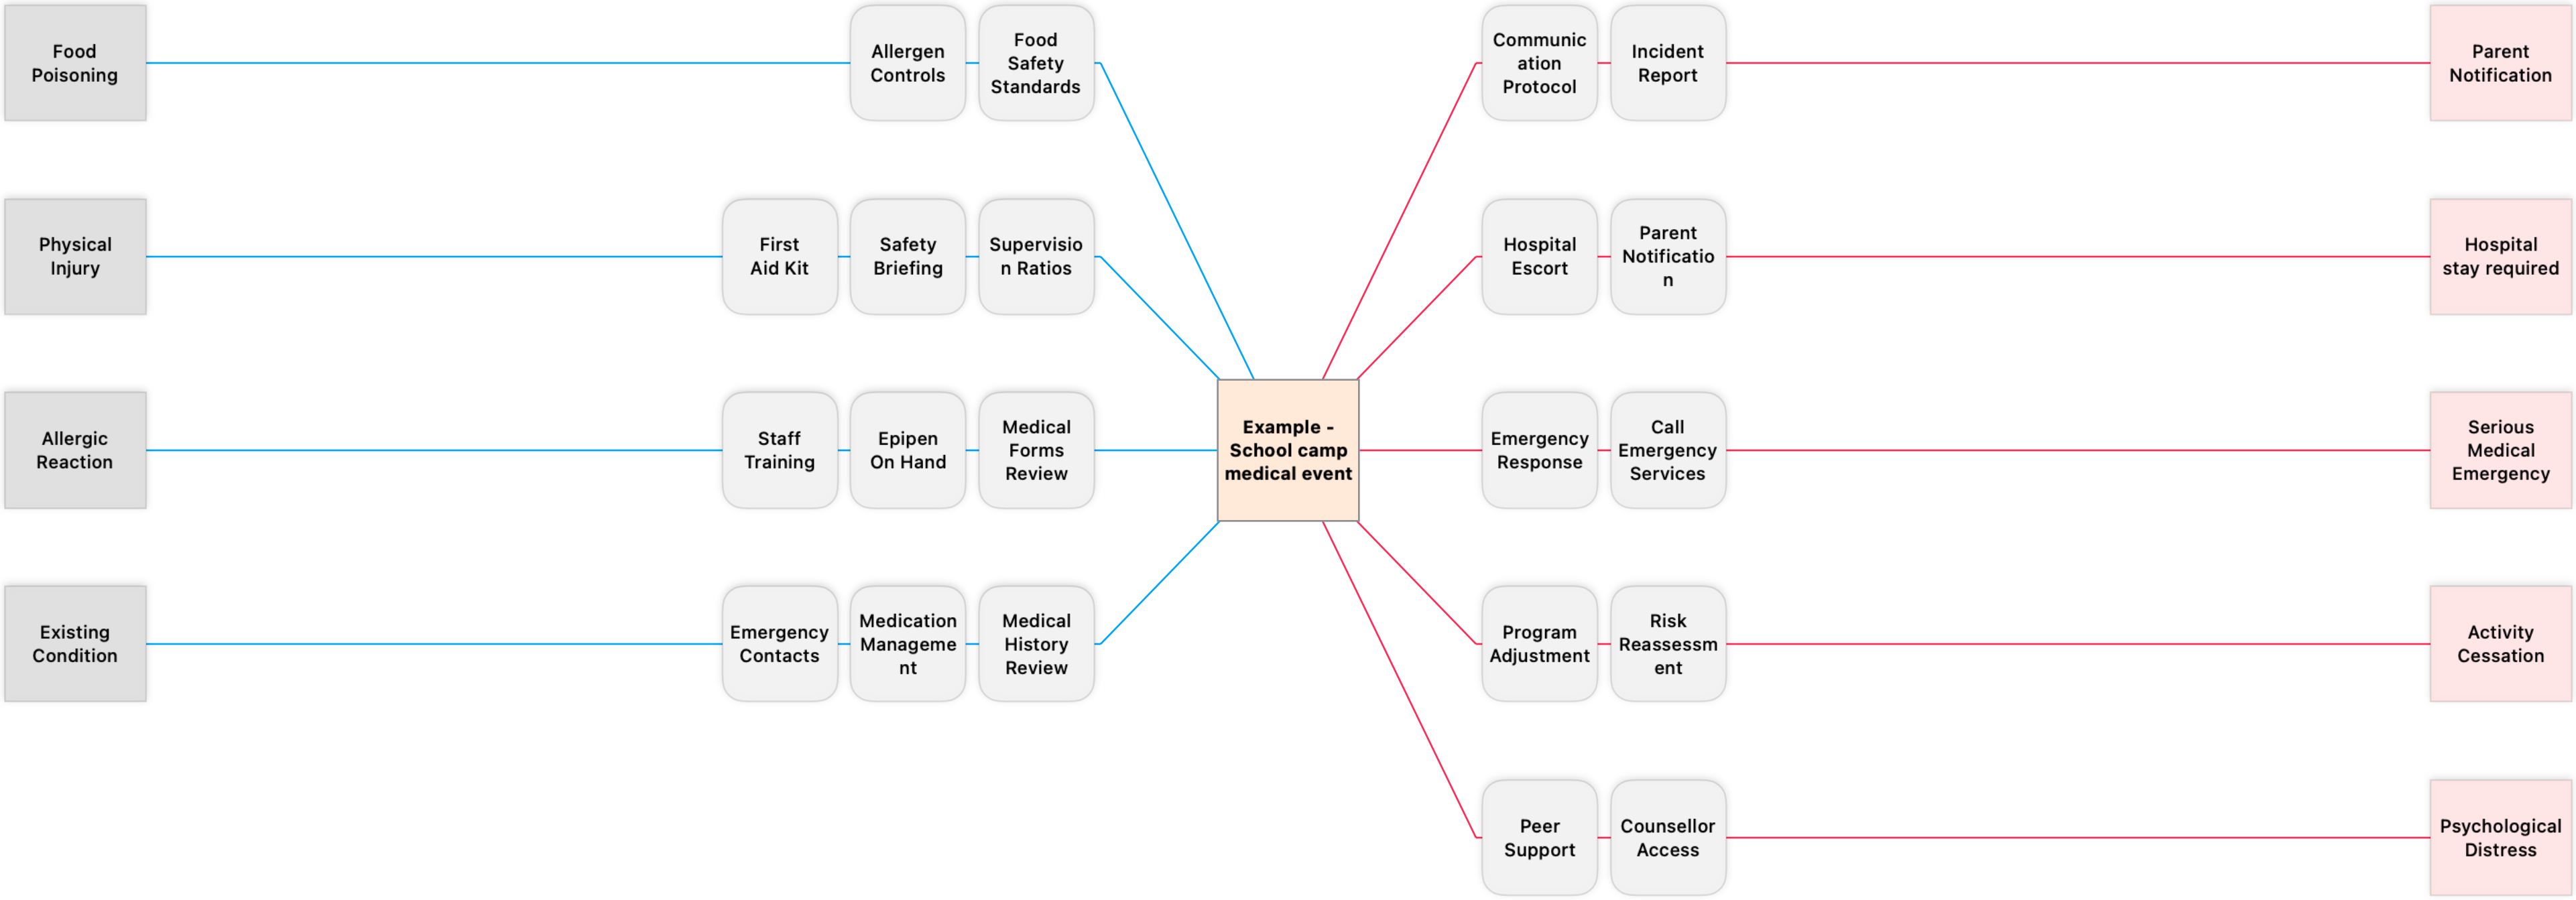 Food
Poisoning
Allergen
Controls
Food
Safety
Standards
Communic
ation
Protocol
Incident
Report
Parent
Notification
Physical
Injury
First
Aid Kit
Safety
Briefing
Supervisio
n Ratios
Hospital
Escort
Parent
Notificatio
n
Hospital
stay required
Allergic
Reaction
Staff
Training
Epipen
On Hand
Medical
Forms
Review
Example -
School camp
medical event
Emergency
Response
Call
Emergency
Services
Serious
Medical
Emergency
Existing
Condition
Emergency
Contacts
Medication
Manageme
nt
Medical
History
Review
Program
Adjustment
Risk
Reassessm
ent
Activity
Cessation
Peer
Support
Counsellor
Access
Psychological
Distress